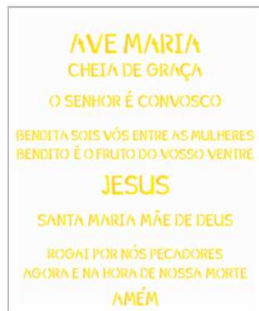 AVE MARIA
CHEIA DE GRAÇA
O SENHOR É CONVOSCO
BENDITA SOIS VÓS ENTRE AS MULHERES
BENDITO É O FRUTO DO VOSSO VENTRE
JESUS
SANTA MARIA MÃE DE DEUS
ROGAI POR NÓS PECADORES
AGORA E NA HORA DE NOSSA MORTE
AMÉM